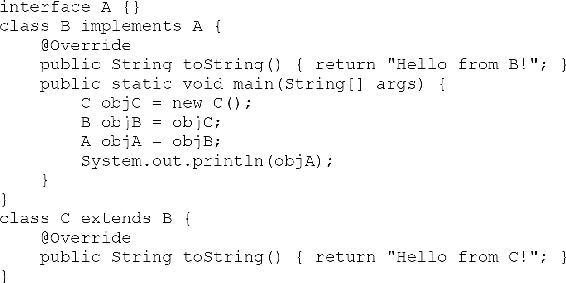 interface A {}
class B implements A {
    @Override
    public String toString() { return "Hello from B!"; }
    public static void main(String[] args) {
        C objC = new C();
        B objB = objC;
        A objA = objB;
        System.out.println(objA);
    }
}
class C extends B {
    @Override
    public String toString() { return "Hello from C!"; }
}